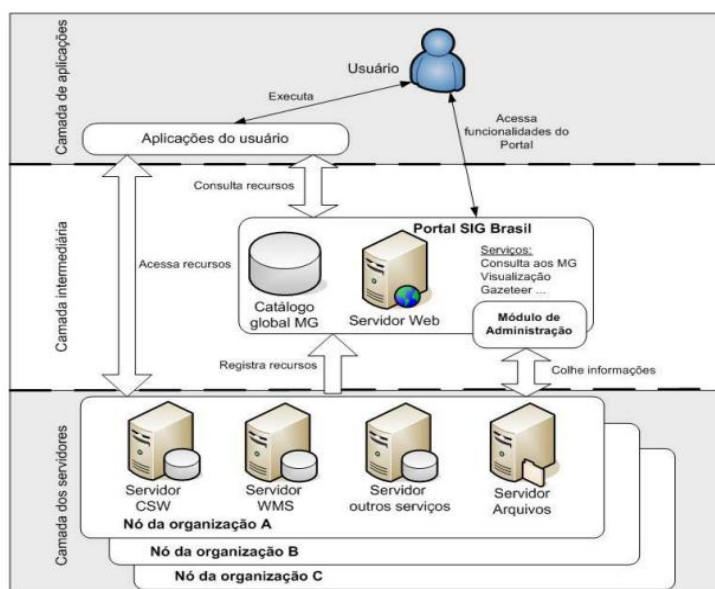 Camada de aplicações
Usuário
Executa
Aplicações do usuário
Acessa
funcionalidades do
Portal
Camada intermediária
Consulta recursos
Acessa recursos
Portal SIG Brasil
Serviços:
Consulta aos MG
Visualização
Gazeteer ...
Catálogo
global MG
Servidor Web
Módulo de
Administração
Registra recursos
Colhe informações
Camada dos servidores
Servidor
CSW
Servidor
WMS
Servidor
outros serviços
Servidor
Arquivos
Nó da organização A
Nó da organização B
Nó da organização C